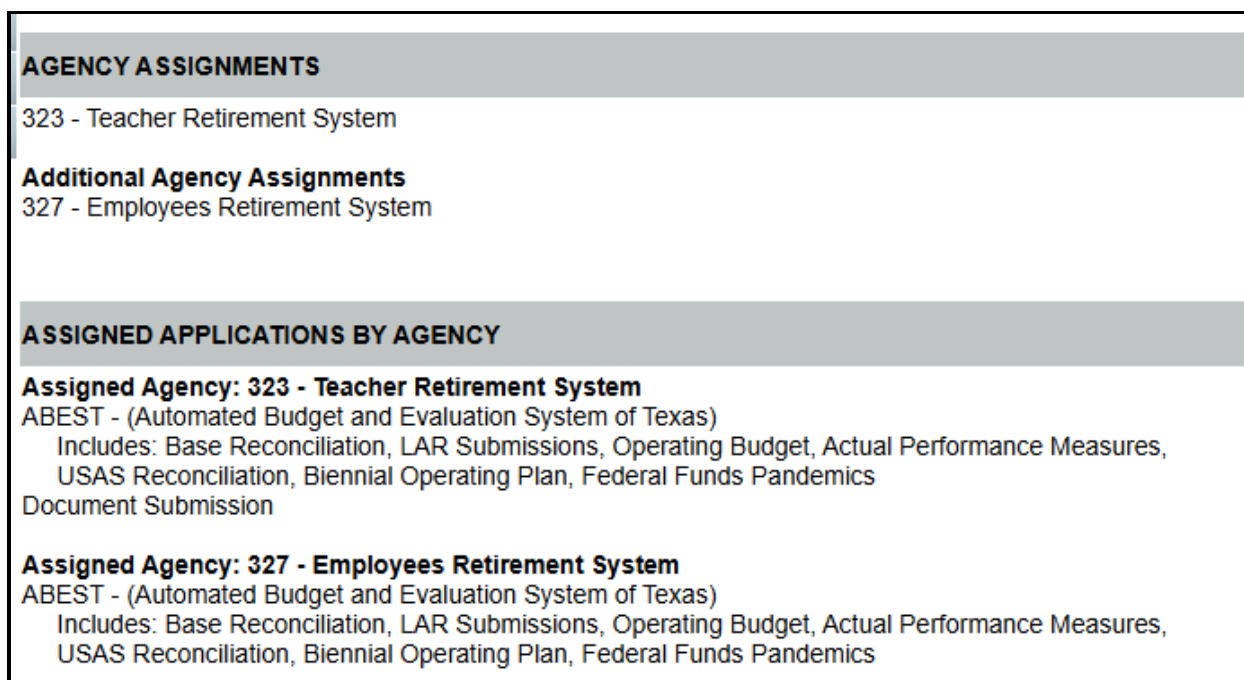 AGENCY ASSIGNMENTS
323 - Teacher Retirement System
Additional Agency Assignments
327 - Employees Retirement System
ASSIGNED APPLICATIONS BY AGENCY
Assigned Agency: 323 - Teacher Retirement System
ABEST - (Automated Budget and Evaluation System of Texas)
Includes: Base Reconciliation, LAR Submissions, Operating Budget, Actual Performance Measures,
USAS Reconciliation, Biennial Operating Plan, Federal Funds Pandemics
Document Submission
Assigned Agency: 327 - Employees Retirement System
ABEST - (Automated Budget and Evaluation System of Texas)
Includes: Base Reconciliation, LAR Submissions, Operating Budget, Actual Performance Measures,
USAS Reconciliation, Biennial Operating Plan, Federal Funds Pandemics